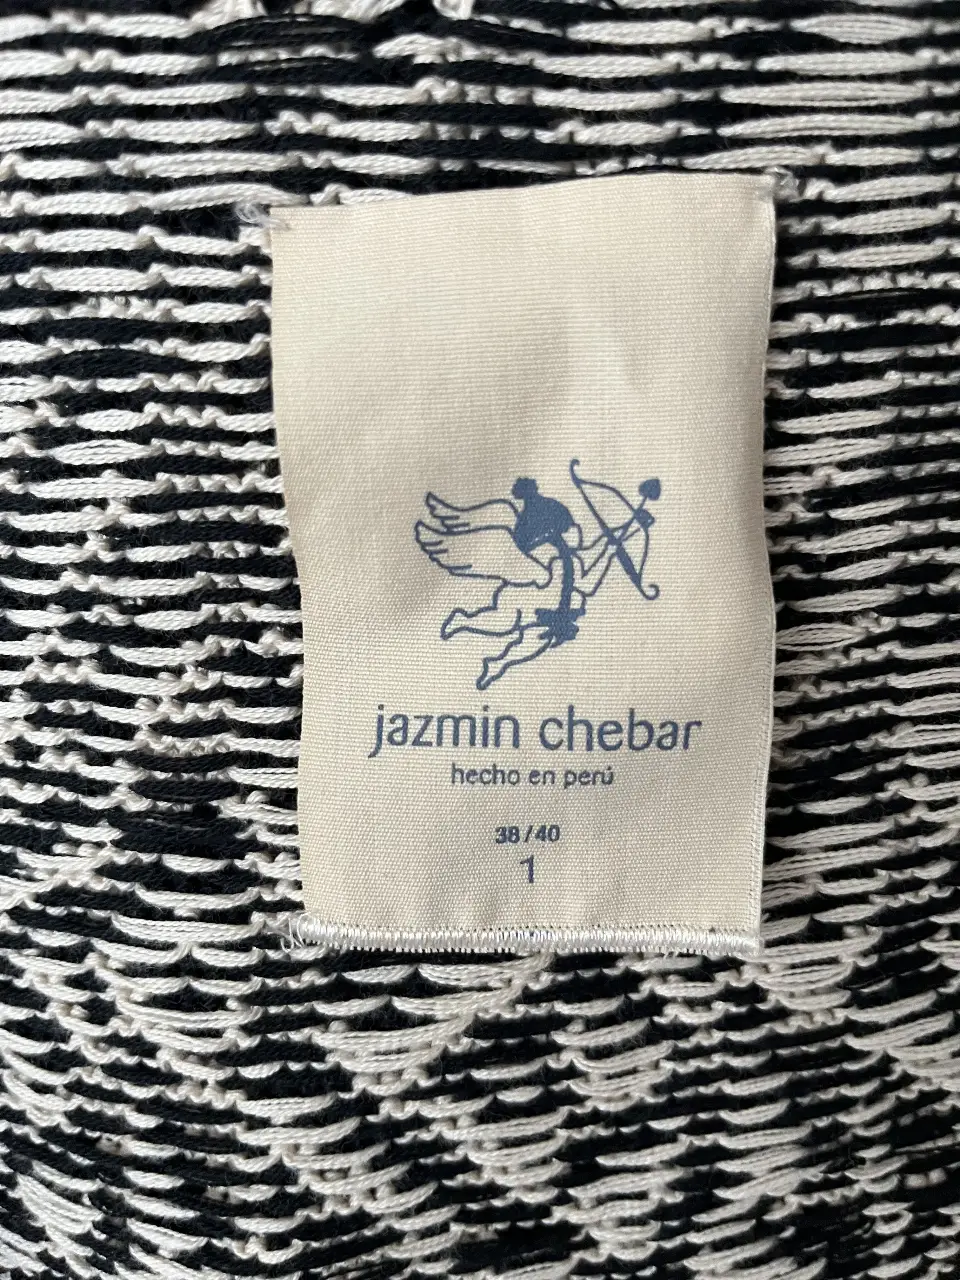 jazmin chebar
hecho en perú
38/40
1